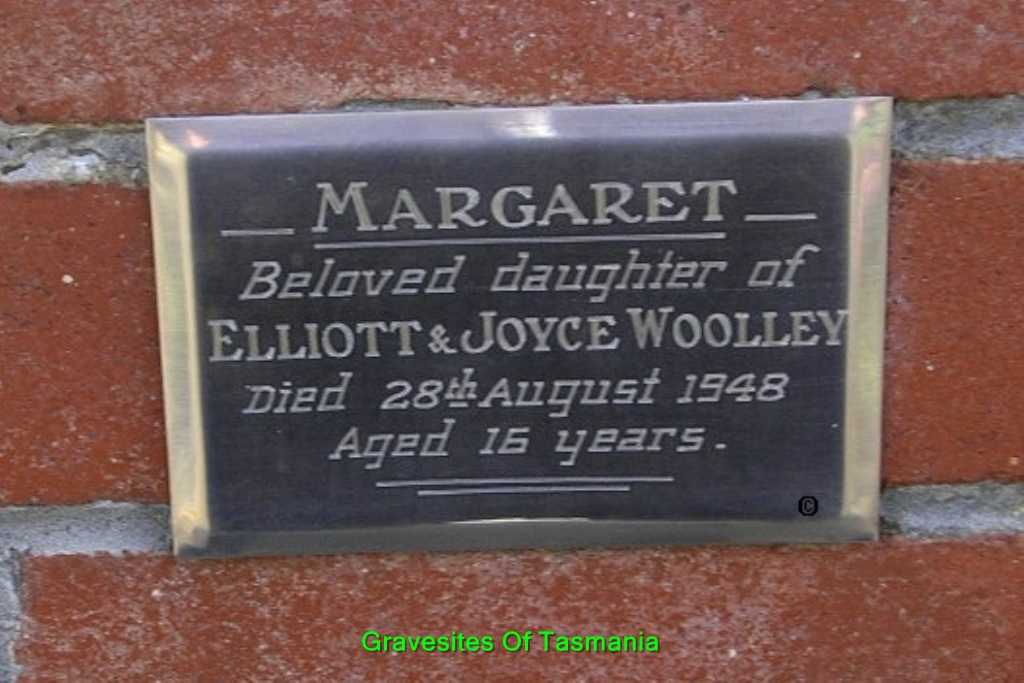 MARGARET
Beloved daughter of
ELLIOTT & JOYCE WOOLLEY
Died 28th August 1948
Aged 16 years.
©
Gravesites Of Tasmania